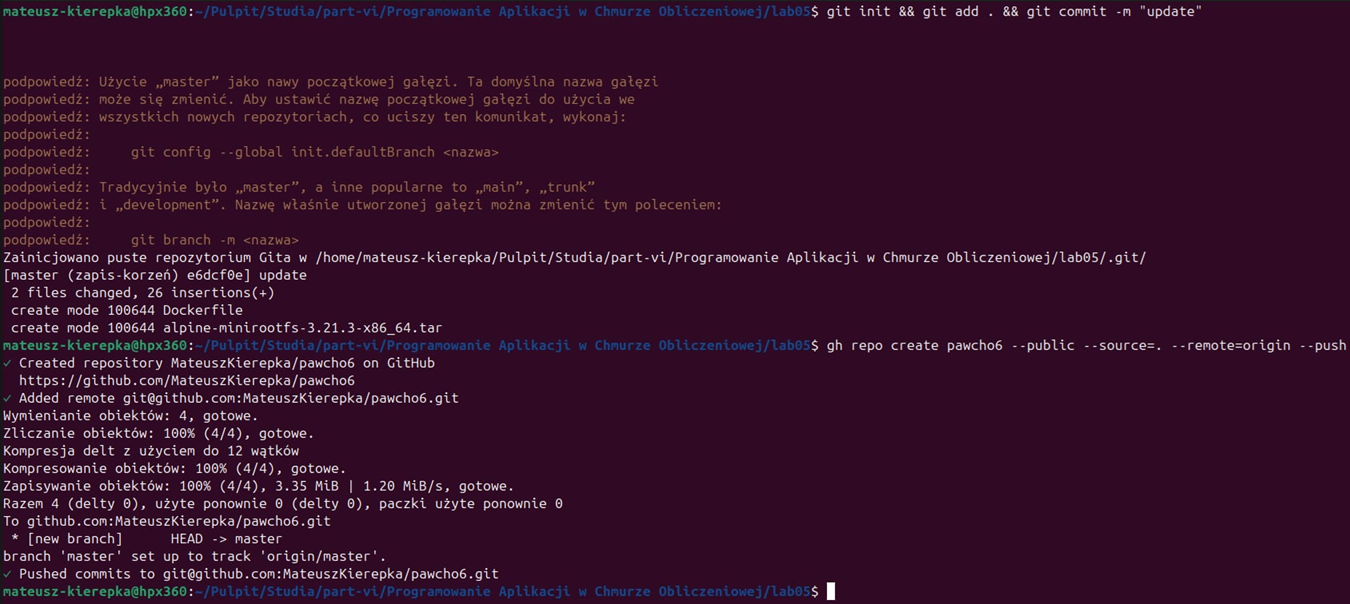 mateusz-kierepka@hpx360:~/Pulpit/Studia/part-vi/Programowanie Aplikacji w Chmurze Obliczeniowej/lab05$ git init && git add . && git commit -m "update"
podpowiedź: Użycie „master” jako nawy początkowej gałęzi. Ta domyślna nazwa gałęzi
podpowiedź: może się zmienić. Aby ustawić nazwę początkowej gałęzi do użycia we
podpowiedź: wszystkich nowych repozytoriach, co uciszy ten komunikat, wykonaj:
podpowiedź:
podpowiedź:     git config --global init.defaultBranch <nazwa>
podpowiedź:
podpowiedź: Tradycyjnie było „master”, a inne popularne to „main”, „trunk”
podpowiedź: i „development”. Nazwę właśnie utworzonej gałęzi można zmienić tym poleceniem:
podpowiedź:
podpowiedź:     git branch -m <nazwa>
Zainicjowano puste repozytorium Gita w /home/mateusz-kierepka/Pulpit/Studia/part-vi/Programowanie Aplikacji w Chmurze Obliczeniowej/lab05/.git/
[master (zapis-korzeń) e6dcf0e] update
 2 files changed, 26 insertions(+)
 create mode 100644 Dockerfile
 create mode 100644 alpine-minirootfs-3.21.3-x86_64.tar
mateusz-kierepka@hpx360:~/Pulpit/Studia/part-vi/Programowanie Aplikacji w Chmurze Obliczeniowej/lab05$ gh repo create pawcho6 --public --source=. --remote=origin --push
✓ Created repository MateuszKierepka/pawcho6 on GitHub
  https://github.com/MateuszKierepka/pawcho6
✓ Added remote git@github.com:MateuszKierepka/pawcho6.git
Wymienianie obiektów: 4, gotowe.
Zliczanie obiektów: 100% (4/4), gotowe.
Kompresja delt z użyciem do 12 wątków
Kompresowanie obiektów: 100% (4/4), gotowe.
Zapisywanie obiektów: 100% (4/4), 3.35 MiB | 1.20 MiB/s, gotowe.
Razem 4 (delty 0), użyte ponownie 0 (delty 0), paczki użyte ponownie 0
To github.com:MateuszKierepka/pawcho6.git
 * [new branch]      HEAD -> master
branch 'master' set up to track 'origin/master'.
✓ Pushed commits to git@github.com:MateuszKierepka/pawcho6.git
mateusz-kierepka@hpx360:~/Pulpit/Studia/part-vi/Programowanie Aplikacji w Chmurze Obliczeniowej/lab05$